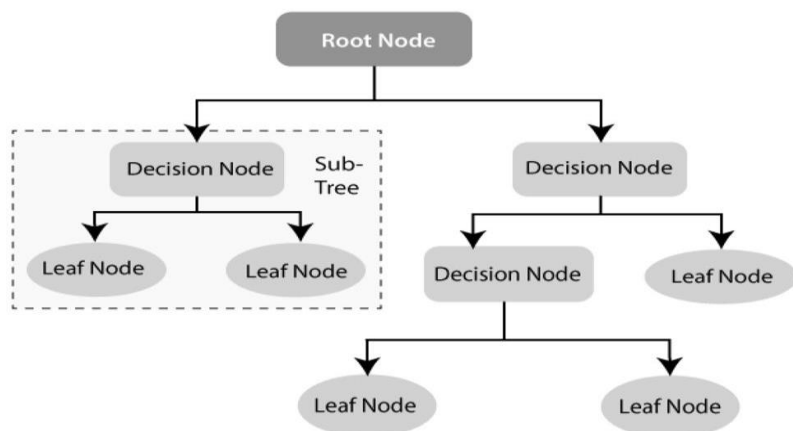 Root Node
Decision Node
Sub-
Tree
Decision Node
Leaf Node
Leaf Node
Decision Node
Leaf Node
Leaf Node
Leaf Node